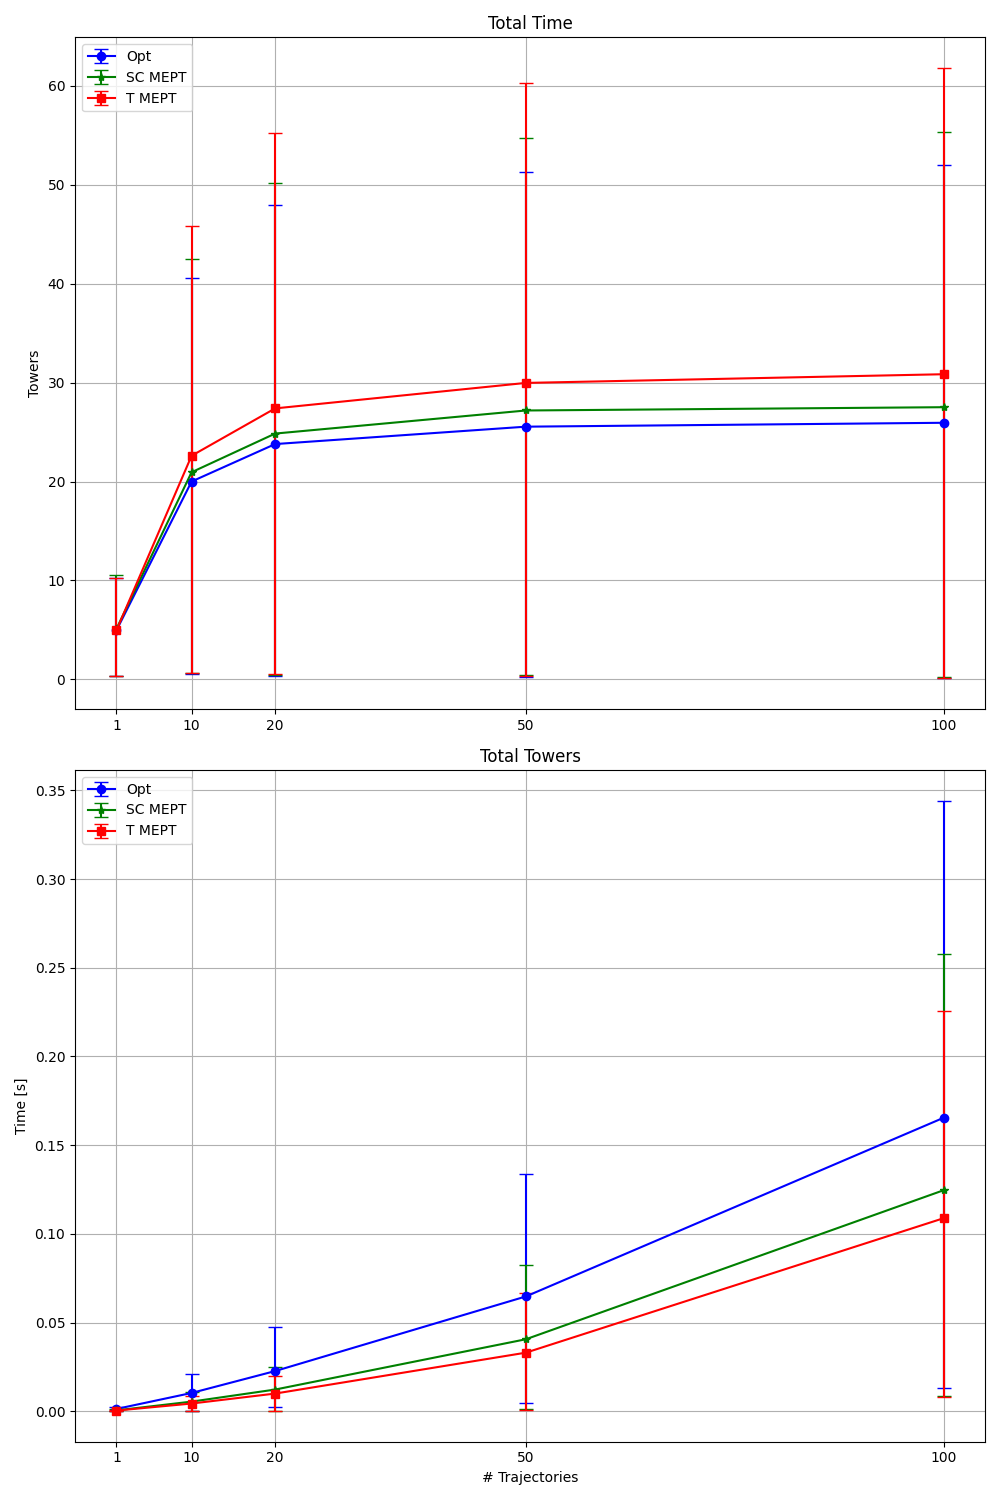 Total Time
Opt
SC MEPT
T MEPT
60
50
40
30
20
10
0
Towers
1 10 20 50 100
Total Towers
Opt
SC MEPT
T MEPT
0.35
0.30
0.25
0.20
0.15
0.10
0.05
0.00
Time [s]
1 10 20 50 100
# Trajectories